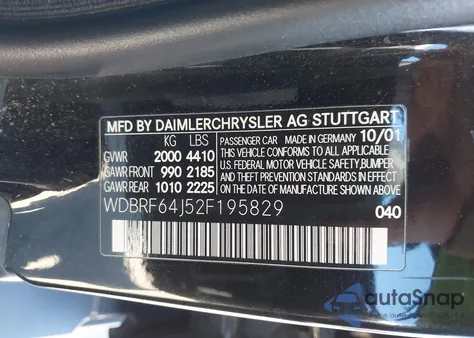 MFD BY DAIMLERCHRYSLER AG STUTTGART
KG LBS
GVWR 2000 4410
GAWR FRONT 990 2185
GAWR REAR 1010 2225
PASSENGER CAR MADE IN GERMANY 10/01
THIS VEHICLE CONFORMS TO ALL APPLICABLE
U.S. FEDERAL MOTOR VEHICLE SAFETY,BUMPER
AND THEFT PREVENTION STANDARDS IN EFFECT
ON THE DATE OF MANUFACTURE SHOWN ABOVE
WDBRF64J52F195829
040
autoSnap